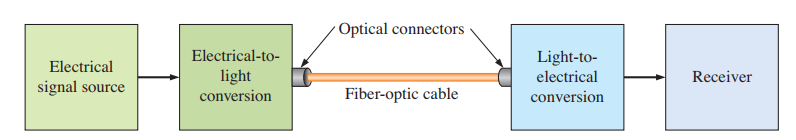 Electrical
signal source
Electrical-to-
light
conversion
Optical connectors
Fiber-optic cable
Light-to-
electrical
conversion
Receiver